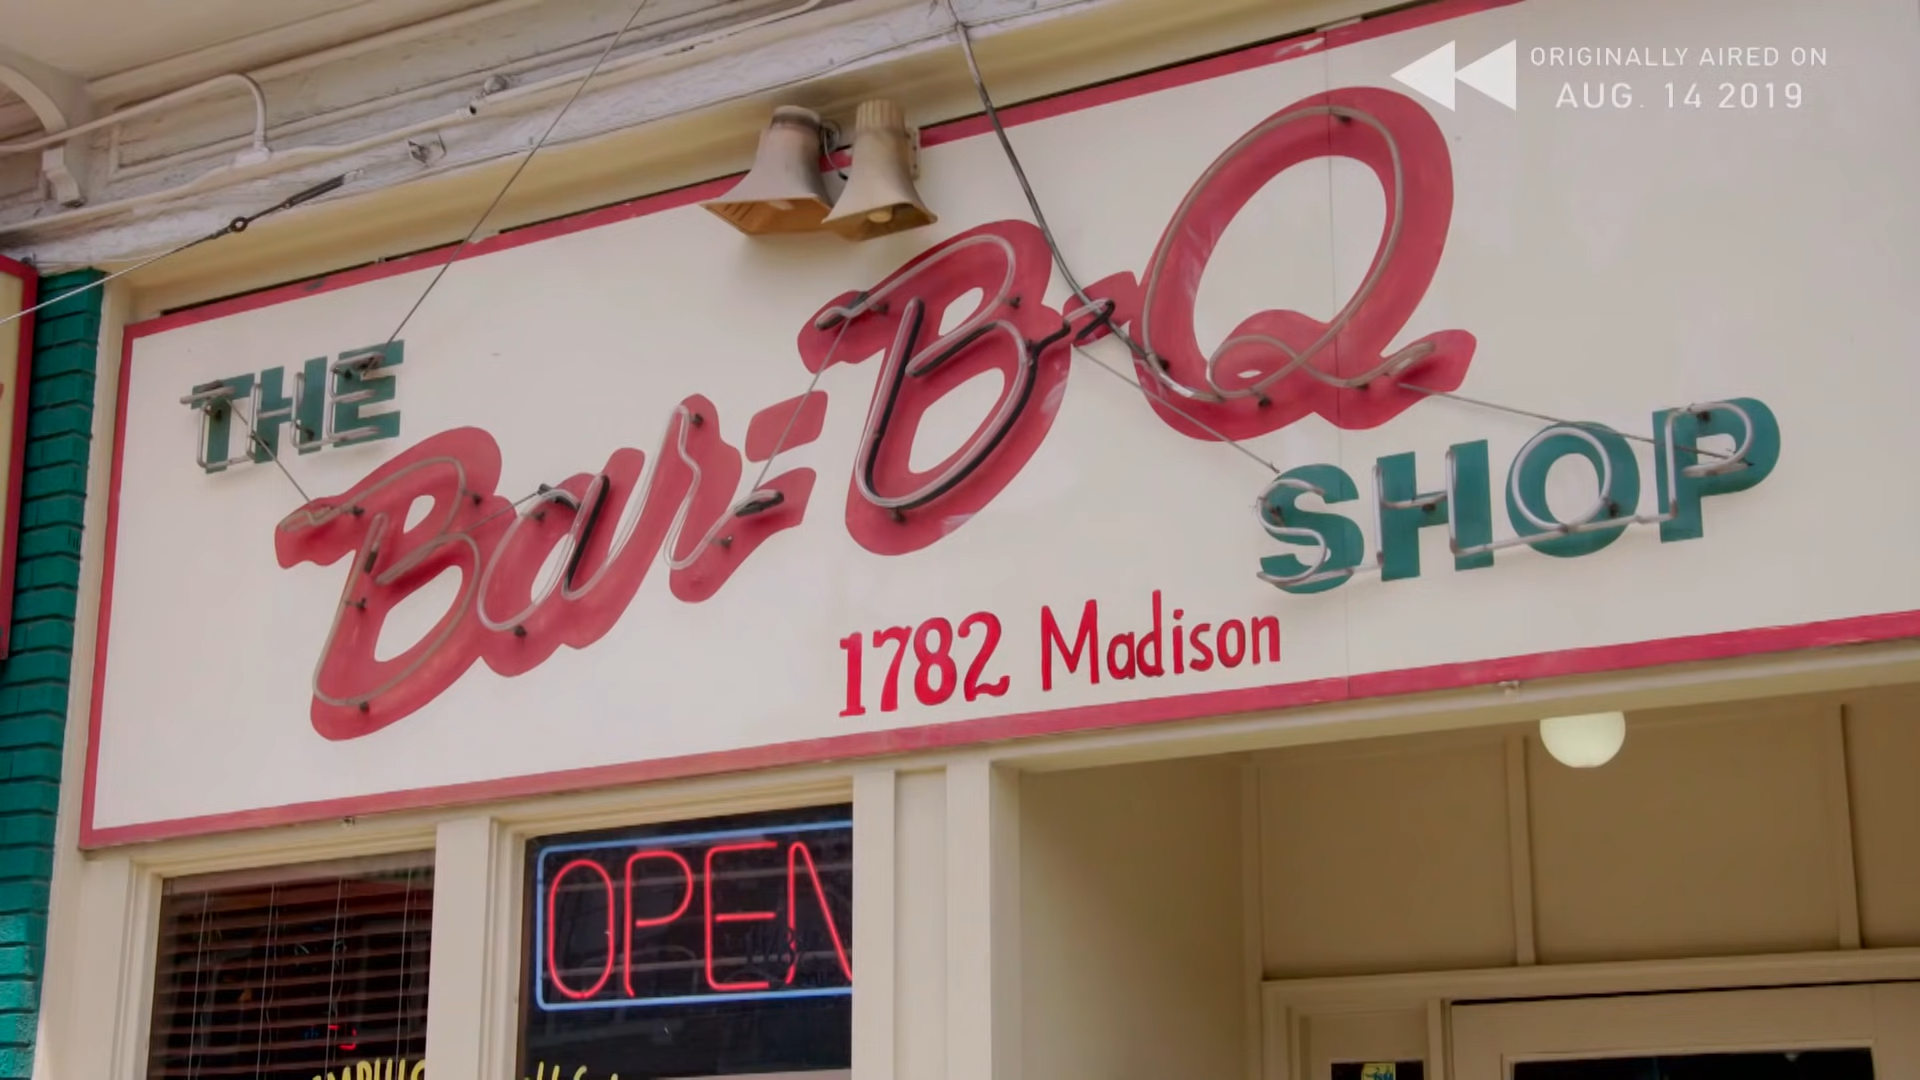 ORIGINALLY AIRED ON
AUG. 14 2019
THE
Bar-B-Q
SHOP
1782 Madison
OPEN